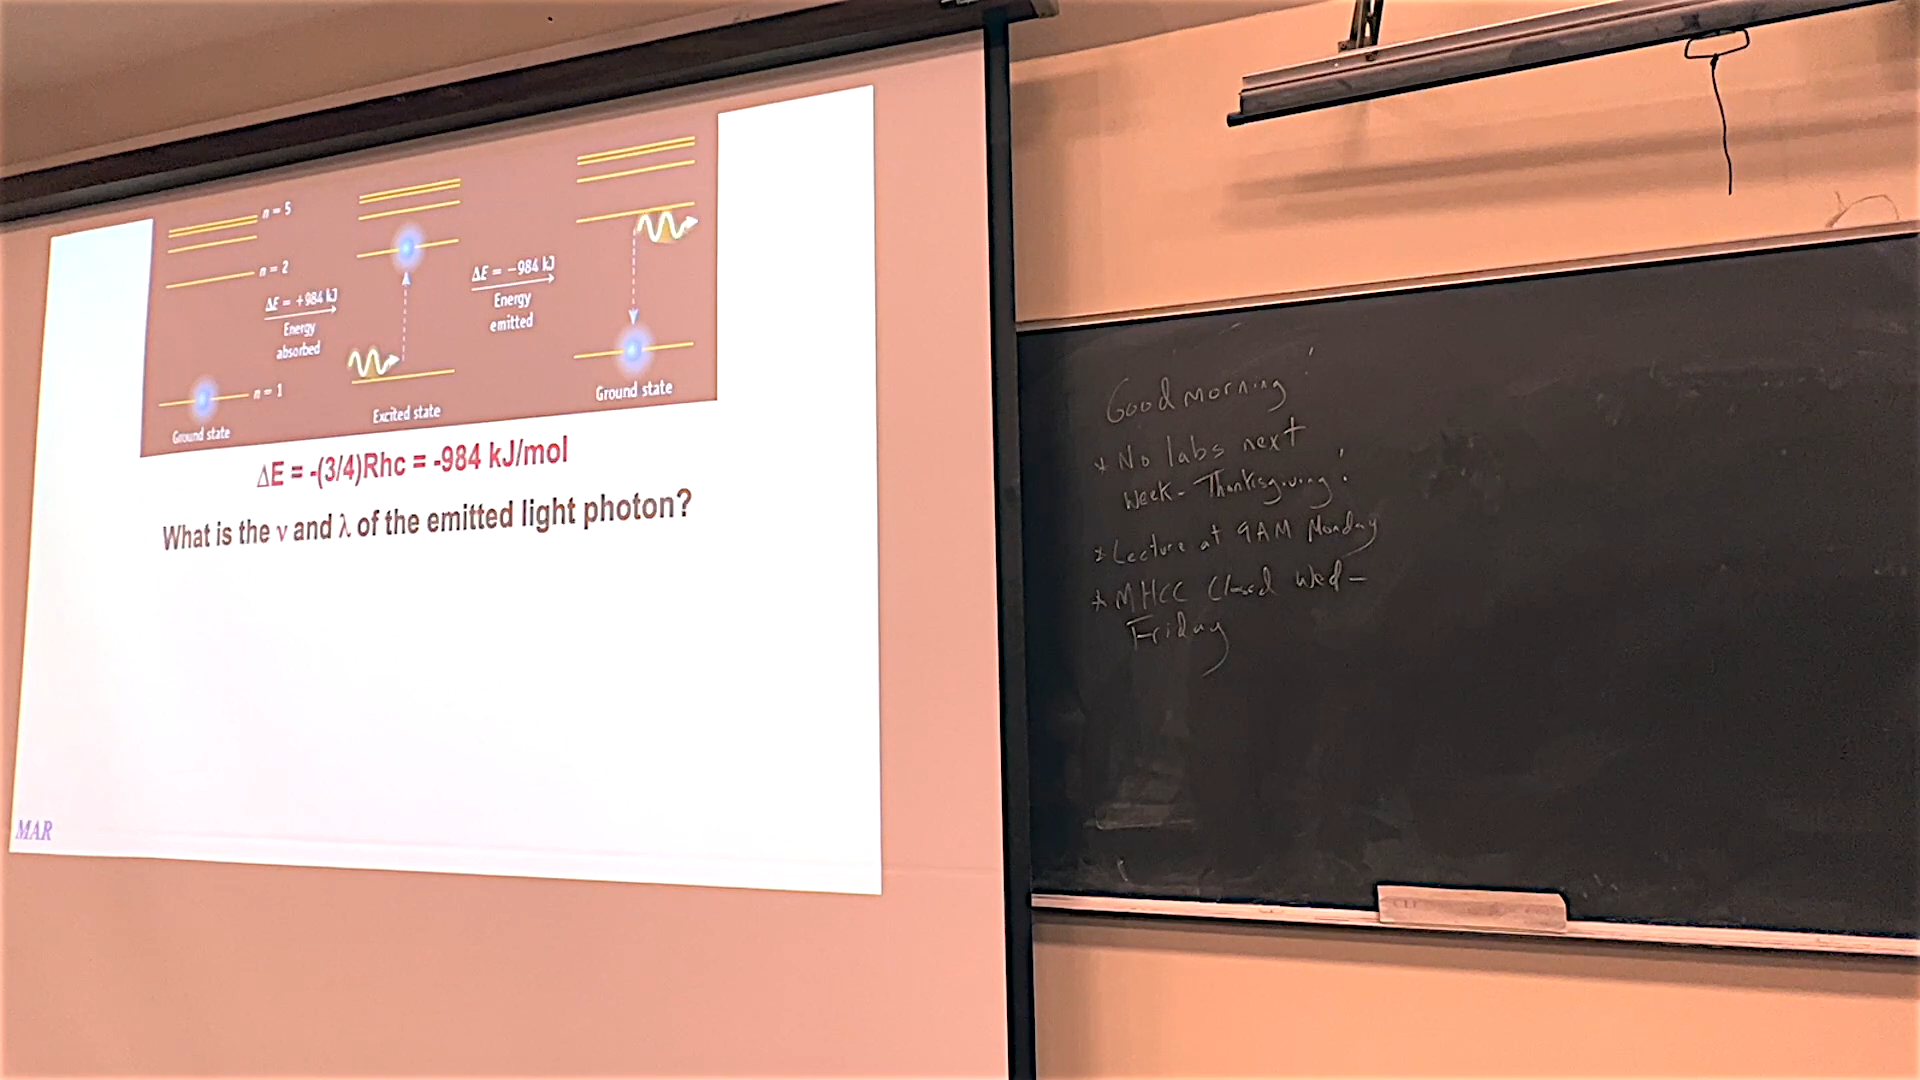 n = 5
n = 2
ΔE = +984 kJ
Energy
absorbed
n = 1
Ground state
Excited state
ΔE = −984 kJ
Energy
emitted
Ground state
ΔE = -(3/4)Rhc = -984 kJ/mol
What is the ν and λ of the emitted light photon?
MAR
Good morning!
* No labs next
week - Thanksgiving!
* Lecture at 9AM Monday
* MHCC Closed Wed -
Friday